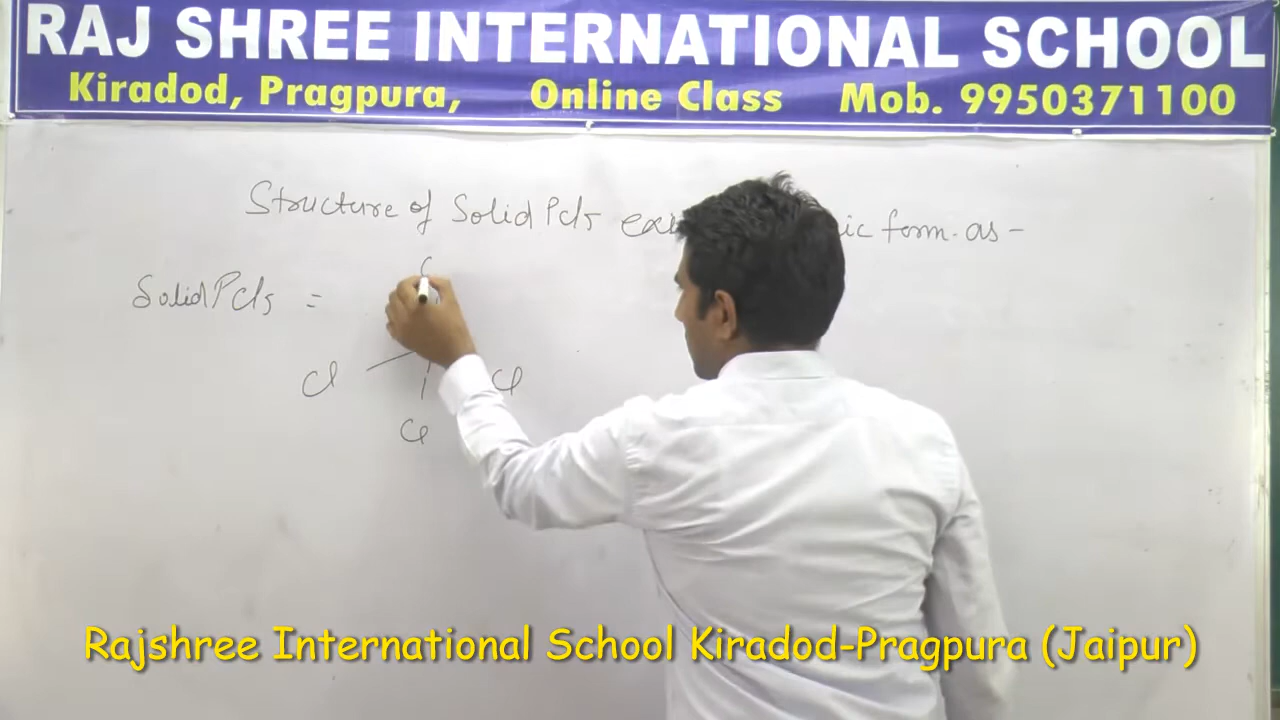 RAJ SHREE INTERNATIONAL SCHOOL
Kiradod, Pragpura, Online Class Mob. 9950371100
Structure of Solid PCl5 form. as -
Solid PCl5 =
Cl Cl
Cl
Rajshree International School Kiradod-Pragpura (Jaipur)